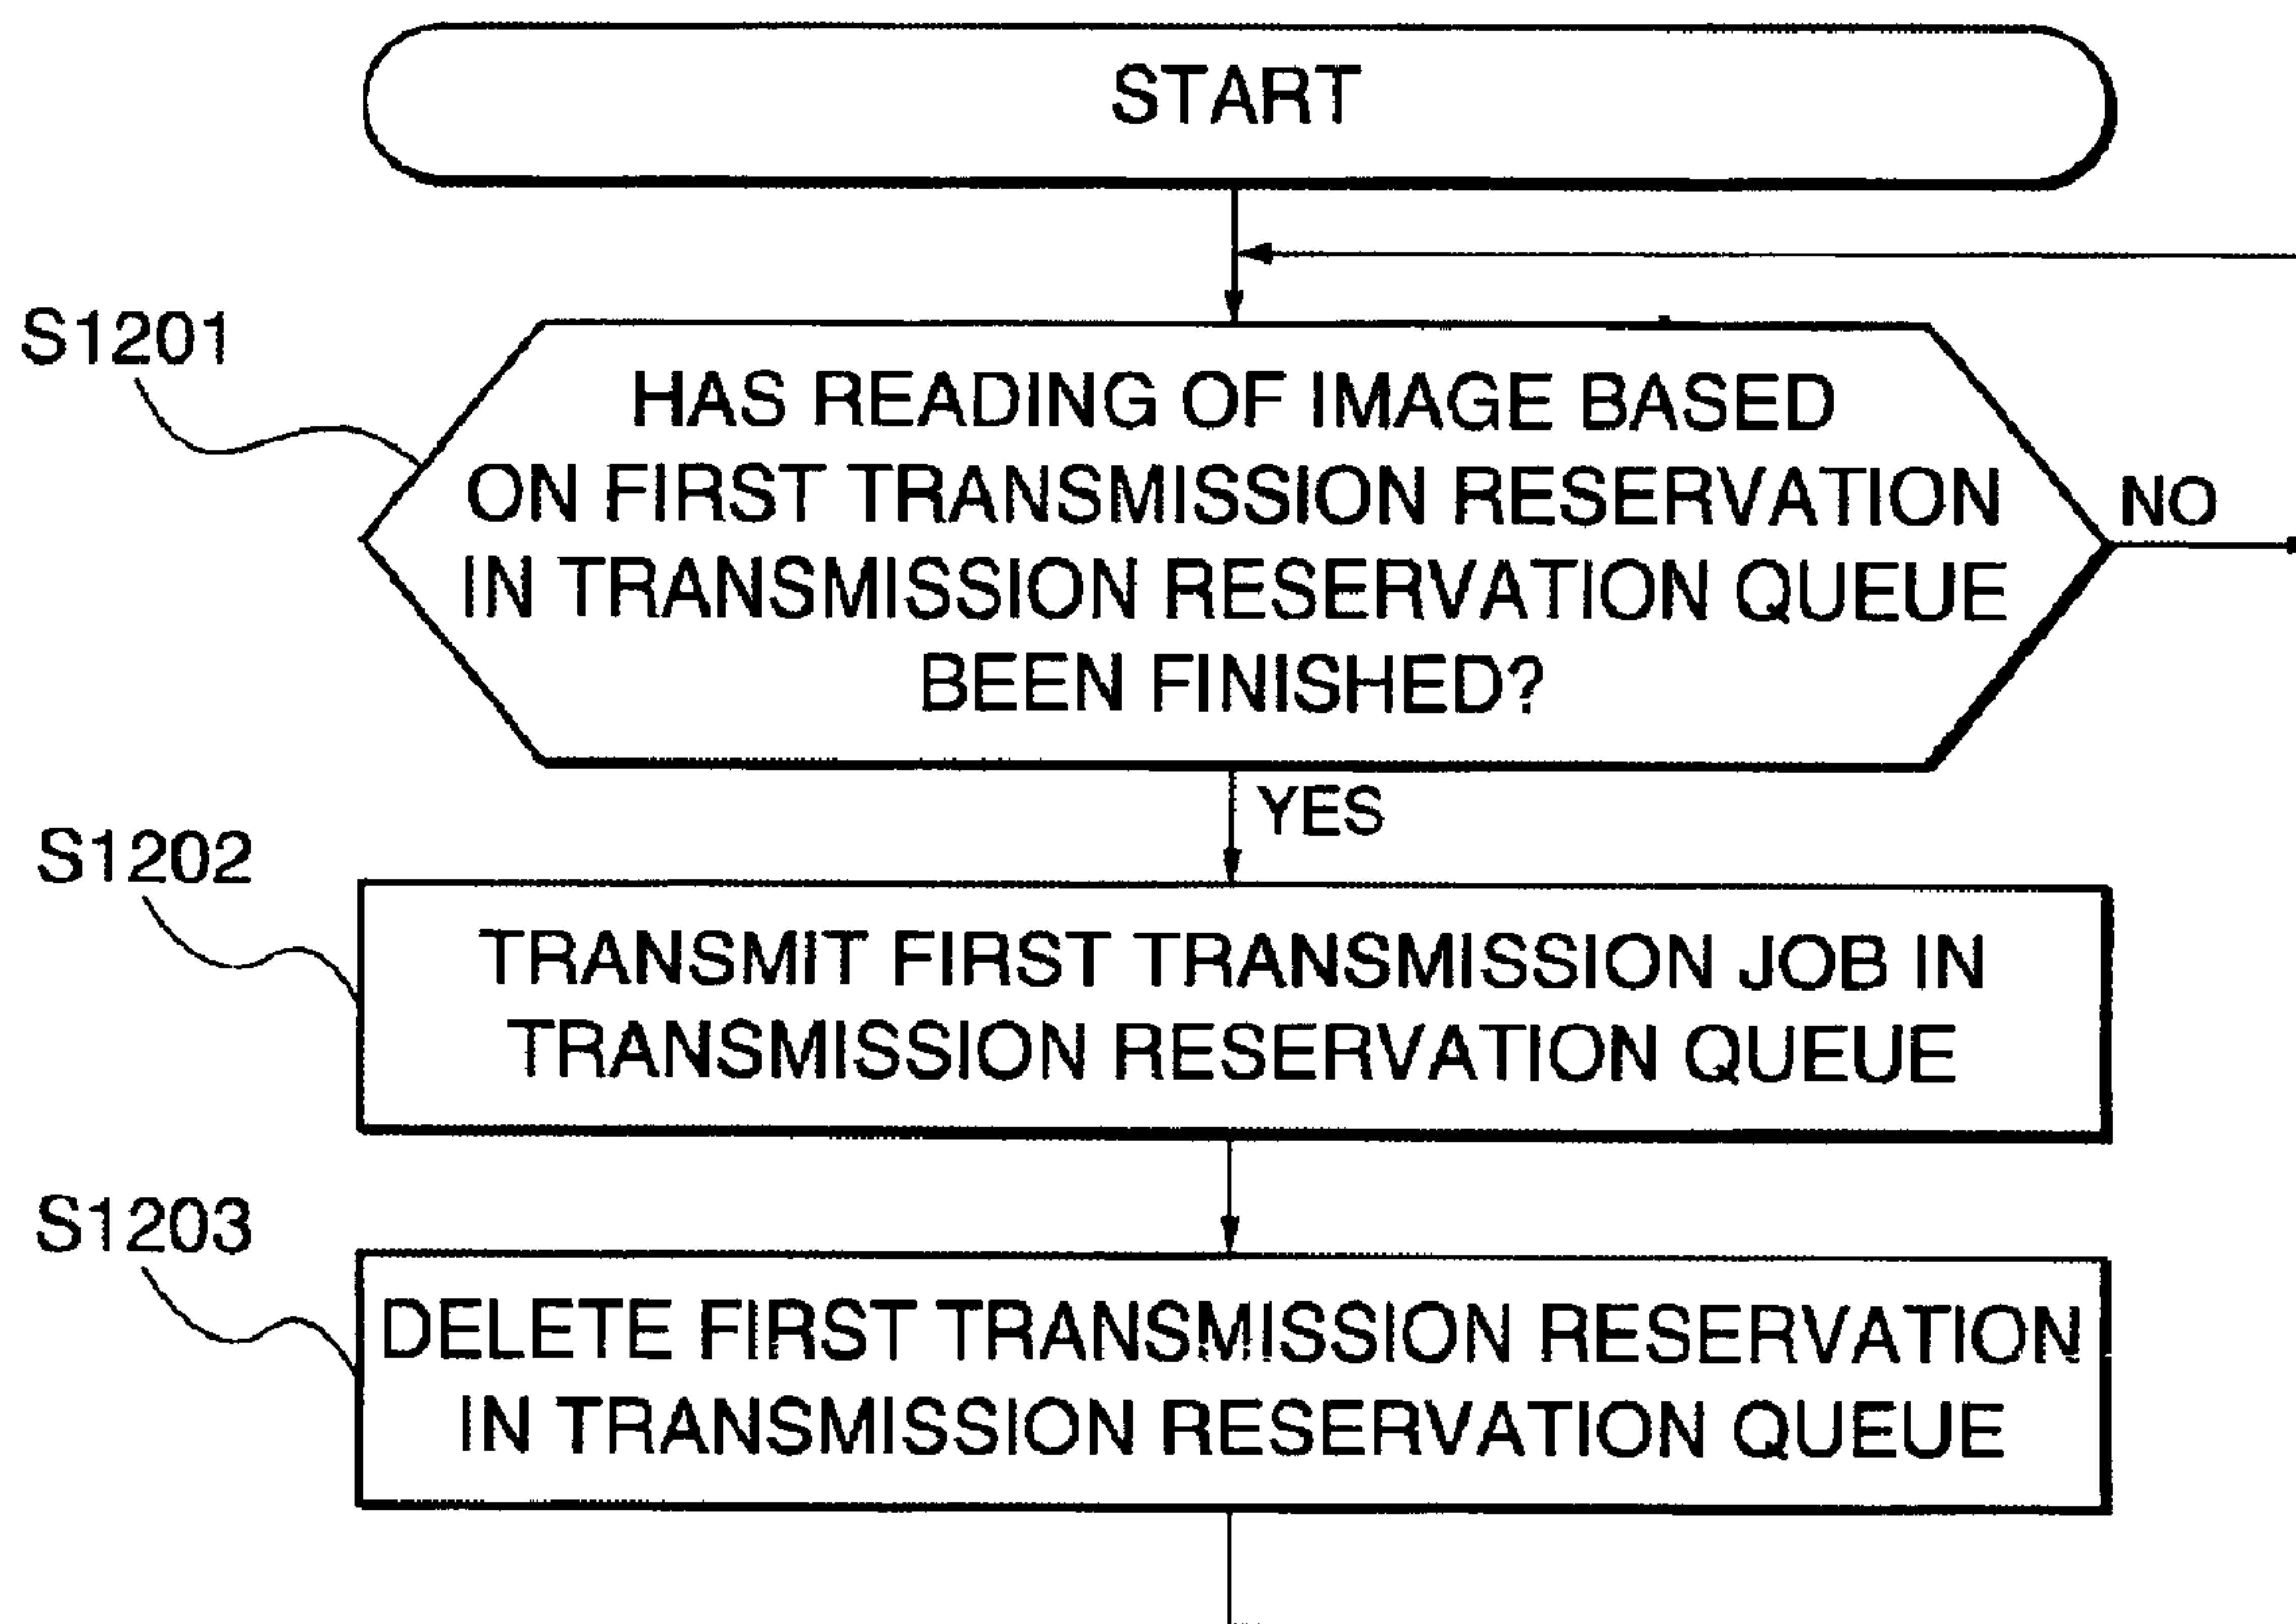 START
S1201
HAS READING OF IMAGE BASED
ON FIRST TRANSMISSION RESERVATION
IN TRANSMISSION RESERVATION QUEUE
BEEN FINISHED?
NO
YES
S1202
TRANSMIT FIRST TRANSMISSION JOB IN
TRANSMISSION RESERVATION QUEUE
S1203
DELETE FIRST TRANSMISSION RESERVATION
IN TRANSMISSION RESERVATION QUEUE